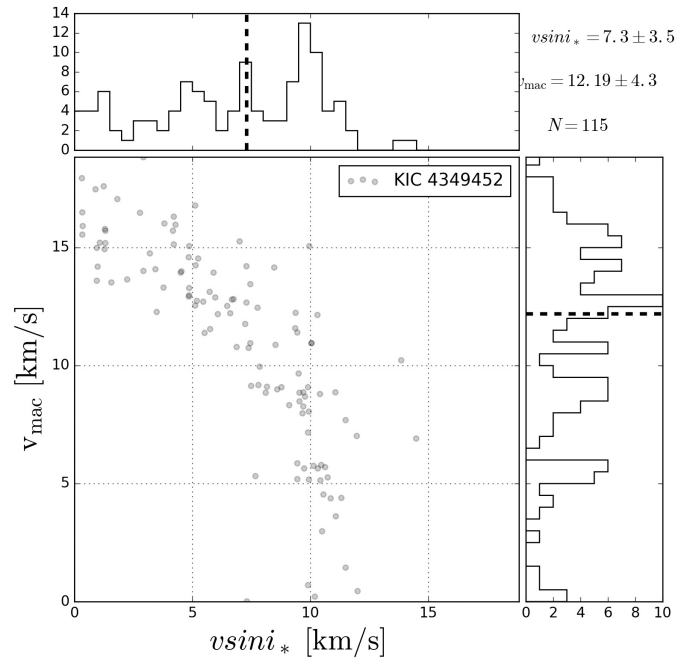 14
12
10
8
6
4
2
0
vsini* = 7.3 ± 3.5
vmac = 12.19 ± 4.3
N = 115
KIC 4349452
15
10
5
0
vmac [km/s]
0 5 10 15
0 2 4 6 8 10
vsini* [km/s]